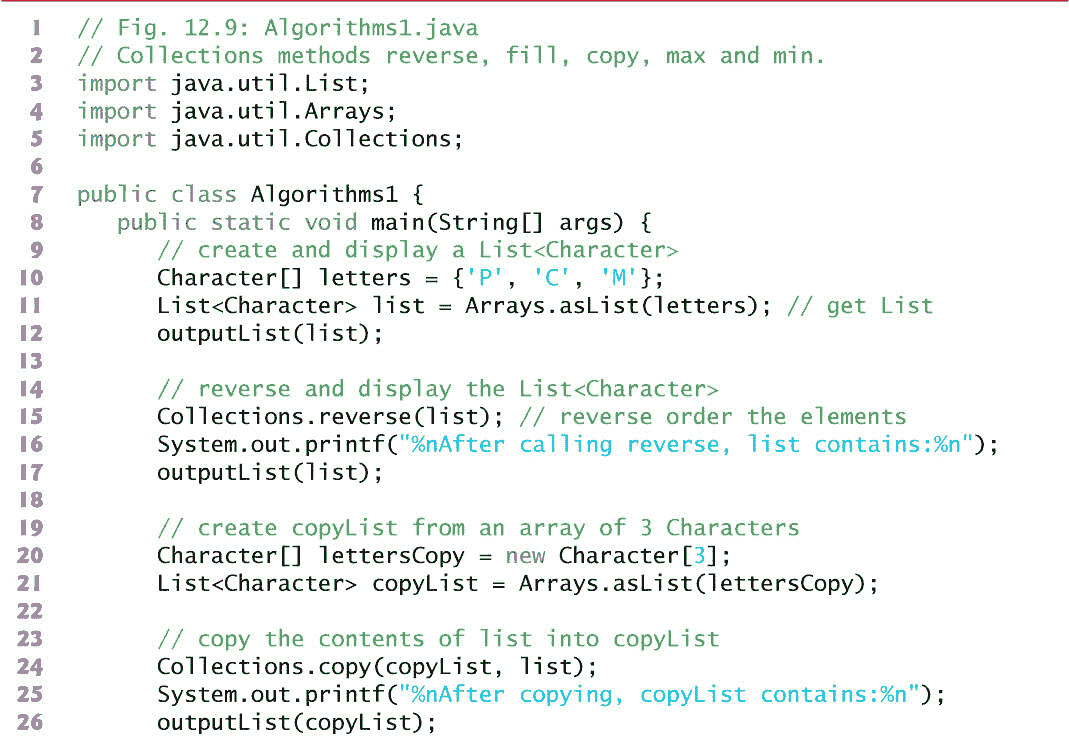 1 // Fig. 12.9: Algorithms1.java
2 // Collections methods reverse, fill, copy, max and min.
3 import java.util.List;
4 import java.util.Arrays;
5 import java.util.Collections;
6
7 public class Algorithms1 {
8    public static void main(String[] args) {
9       // create and display a List<Character>
10       Character[] letters = {'P', 'C', 'M'};
11       List<Character> list = Arrays.asList(letters); // get List
12       outputList(list);
13
14       // reverse and display the List<Character>
15       Collections.reverse(list); // reverse order the elements
16       System.out.printf("%nAfter calling reverse, list contains:%n");
17       outputList(list);
18
19       // create copyList from an array of 3 Characters
20       Character[] lettersCopy = new Character[3];
21       List<Character> copyList = Arrays.asList(lettersCopy);
22
23       // copy the contents of list into copyList
24       Collections.copy(copyList, list);
25       System.out.printf("%nAfter copying, copyList contains:%n");
26       outputList(copyList);